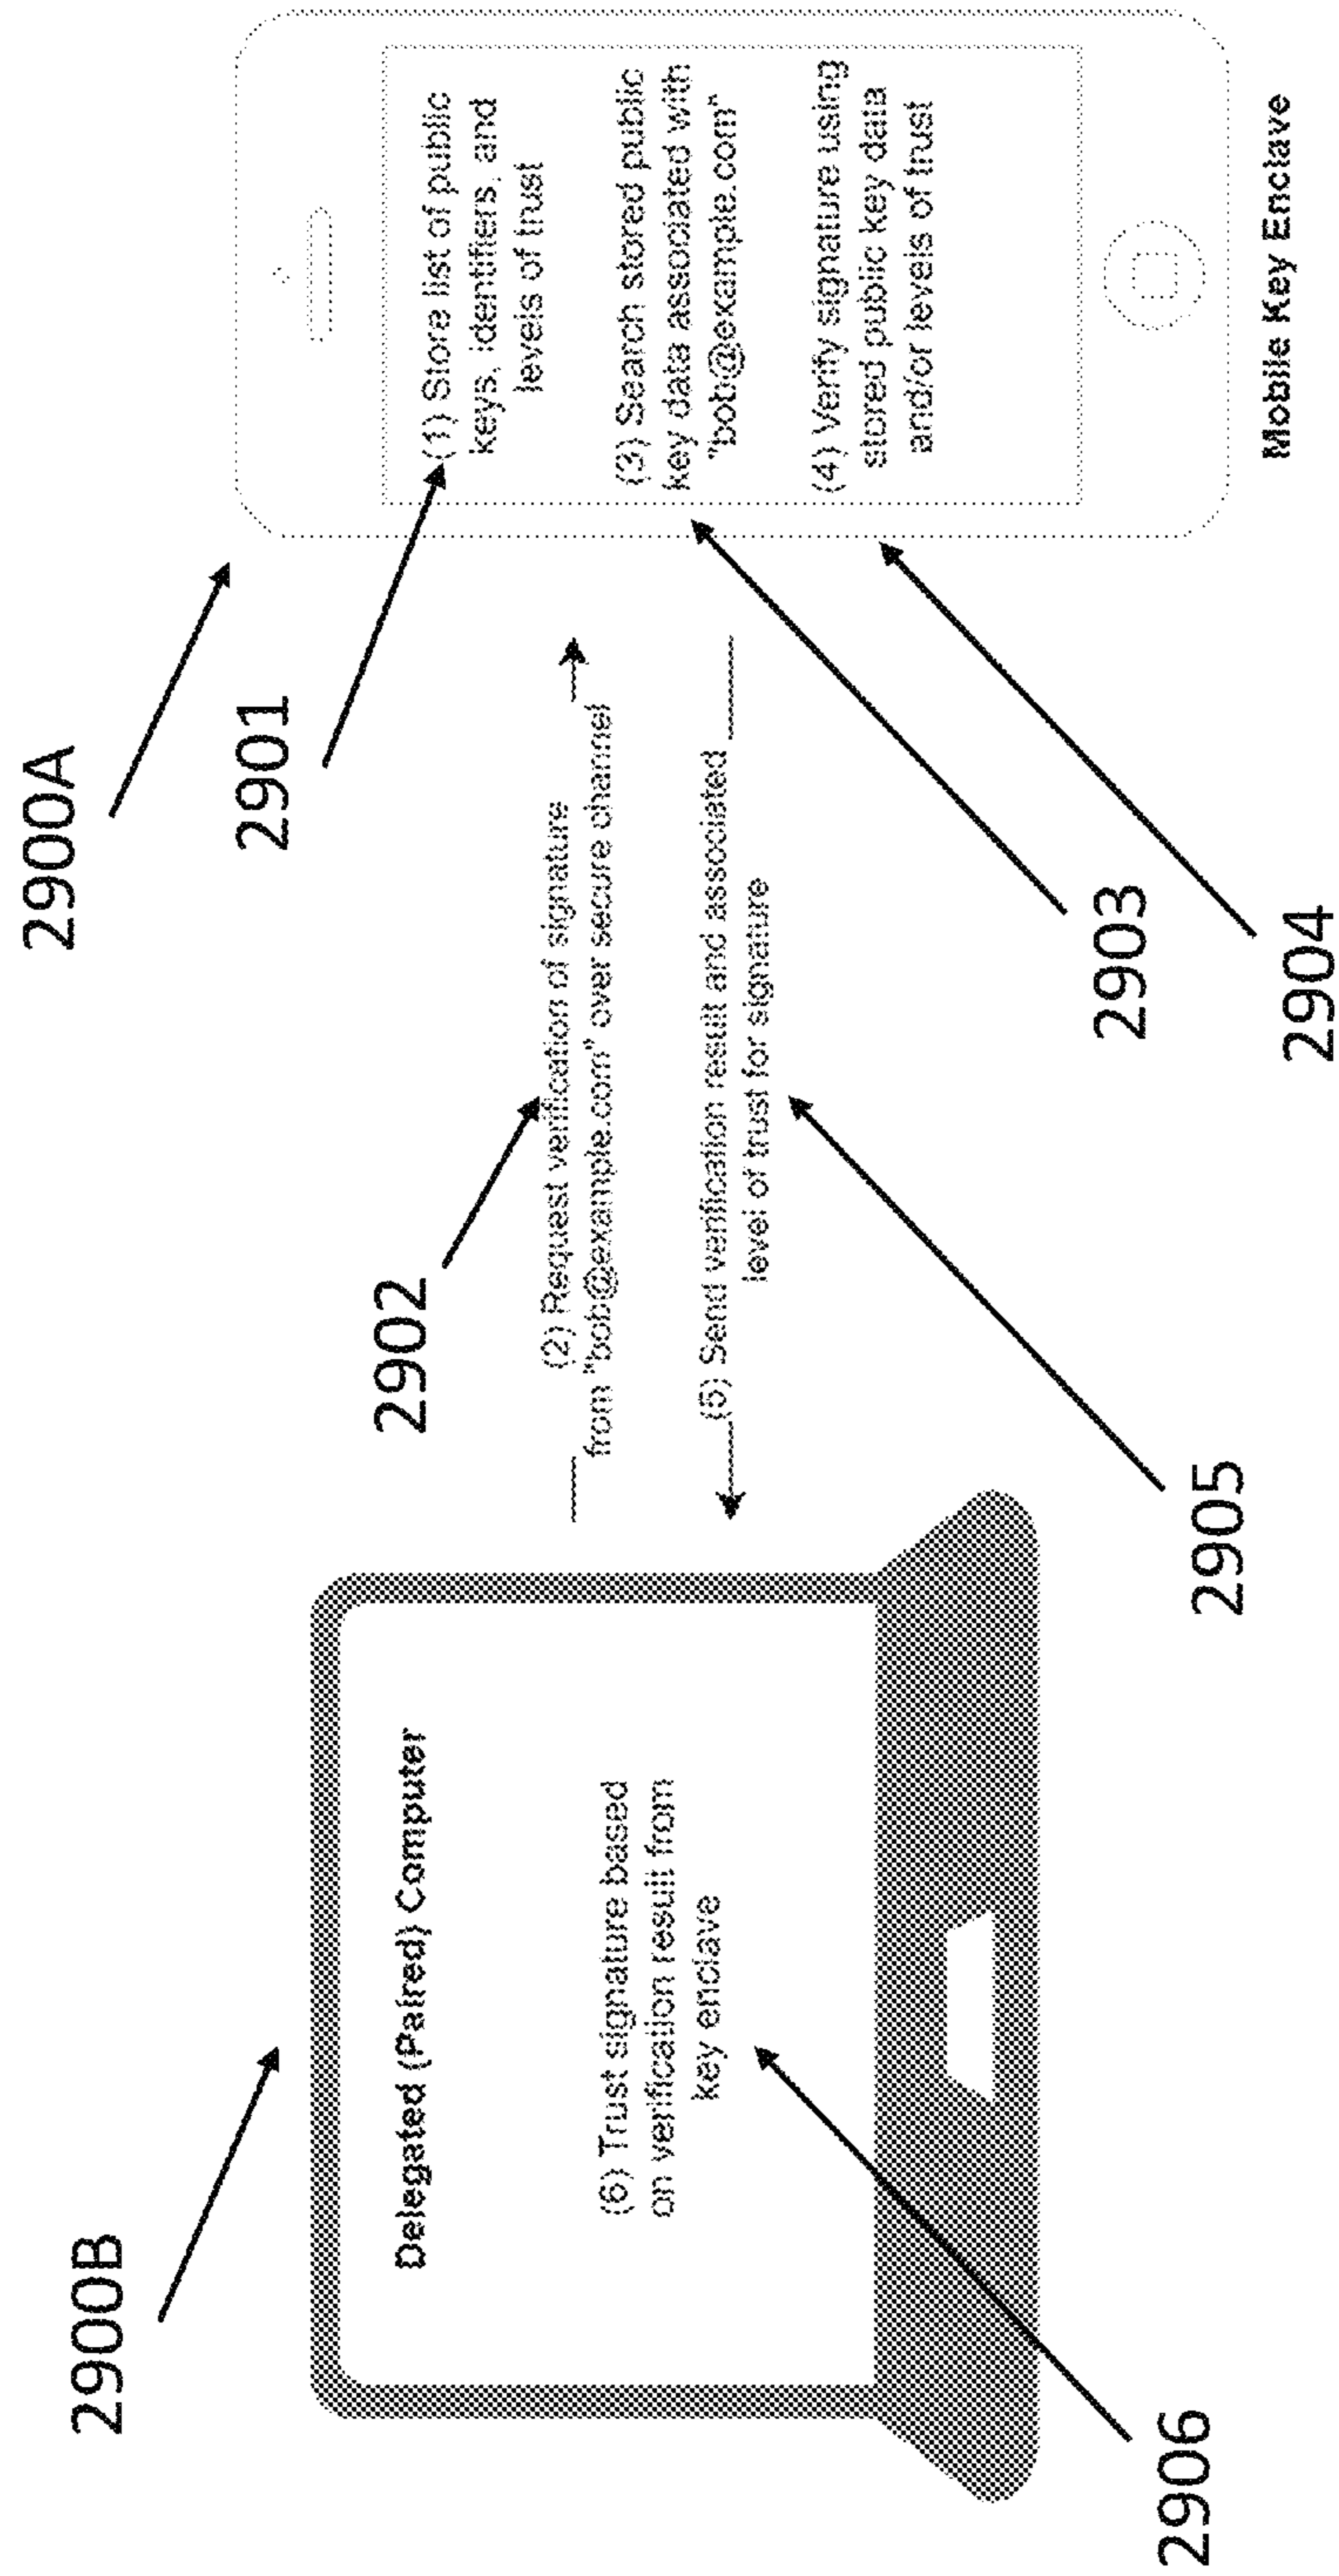 2900B
2900A
2901
2902
Delegated (Paired) Computer
(6) Trust signature based
on verification result from
key enclave
(2) Request verification of signature
from "bob@example.com" over secure channel
(5) Send verification result and associated
level of trust for signature
(1) Store list of public
keys, identifiers, and
levels of trust
(3) Search stored public
key data associated with
"bob@example.com"
(4) Verify signature using
stored public key data
and/or levels of trust
Mobile Key Enclave
2906
2905
2903
2904